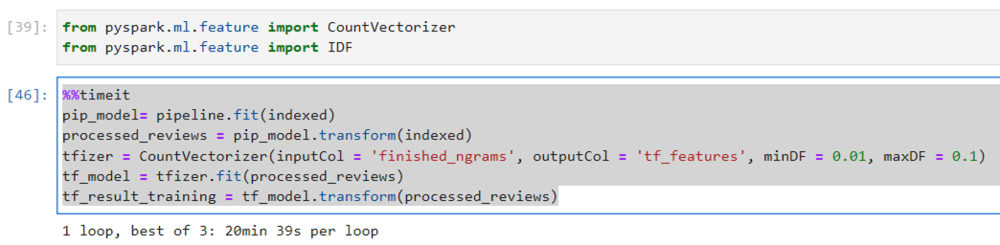 [39]: from pyspark.ml.feature import CountVectorizer
from pyspark.ml.feature import IDF
[46]: %%timeit
pip_model= pipeline.fit(indexed)
processed_reviews = pip_model.transform(indexed)
tfizer = CountVectorizer(inputCol = 'finished_ngrams', outputCol = 'tf_features', minDF = 0.01, maxDF = 0.1)
tf_model = tfizer.fit(processed_reviews)
tf_result_training = tf_model.transform(processed_reviews)
1 loop, best of 3: 20min 39s per loop